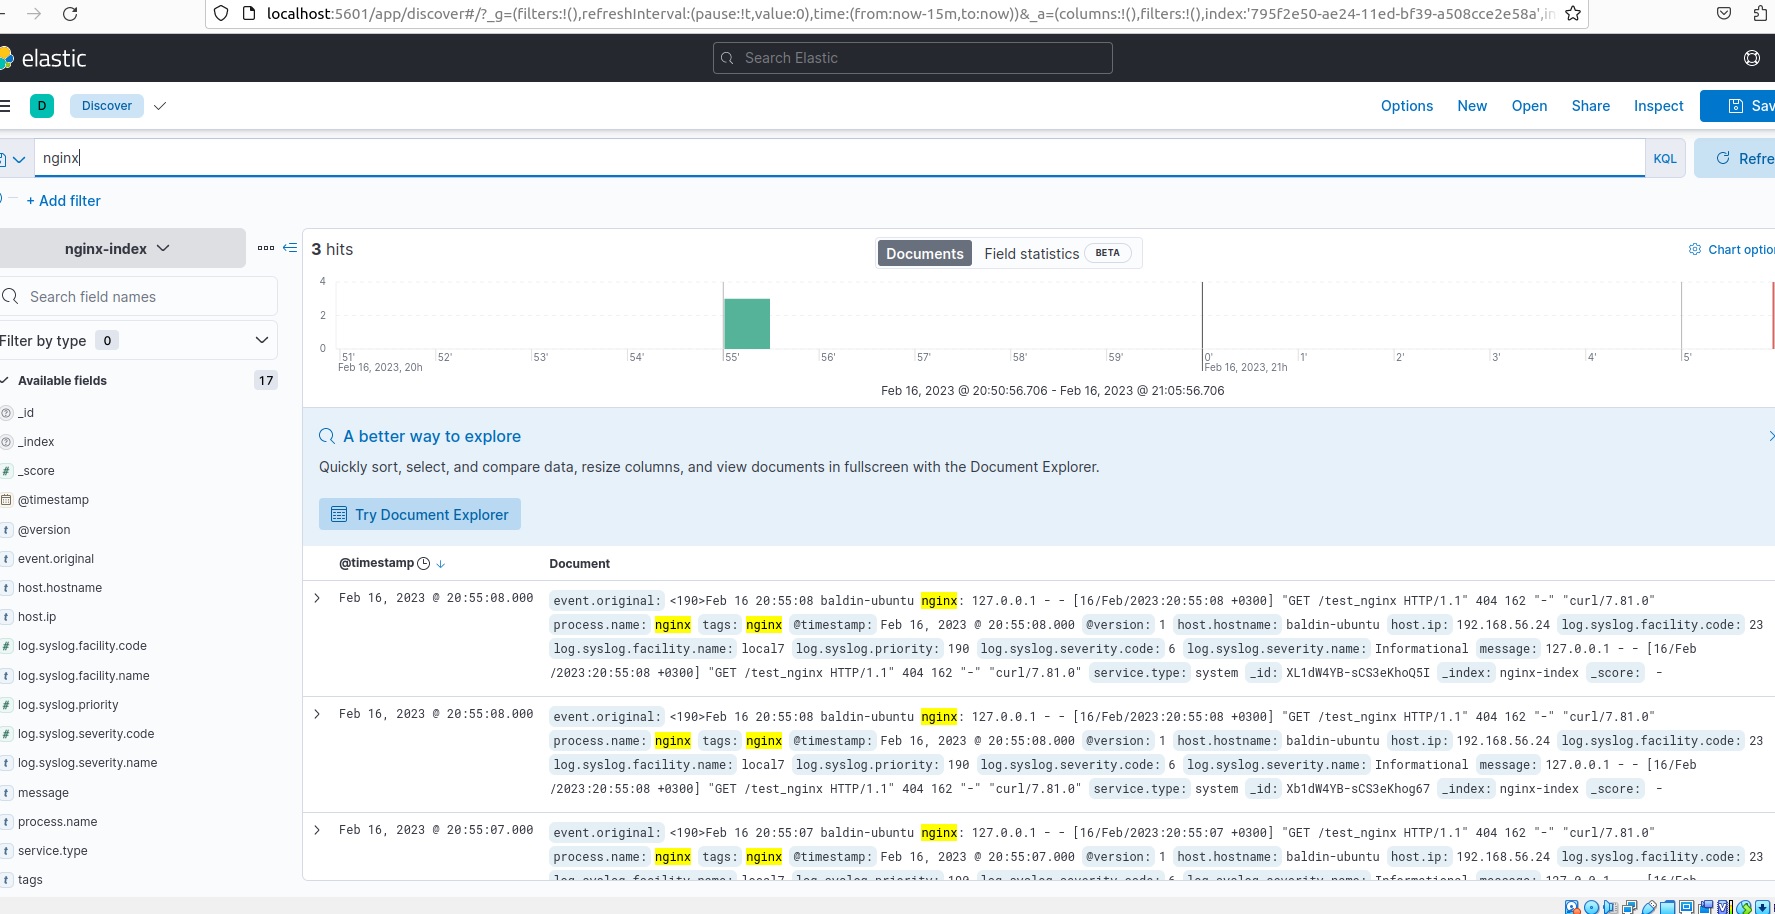 localhost:5601/app/discover#/?_g=(filters:!(),refreshInterval:(pause:!t,value:0),time:(from:now-15m,to:now))&_a=(columns:!(),filters:!(),index:'795f2e50-ae24-11ed-bf39-a508cce2e58a',in
elastic
Search Elastic
D Discover Options New Open Share Inspect Sav
nginx KQL Refre
+ Add filter
nginx-index
3 hits Documents Field statistics BETA Chart option
Search field names
Filter by type 0
Available fields 17
_id
_index
_score
@timestamp
@version
event.original
host.hostname
host.ip
log.syslog.facility.code
log.syslog.facility.name
log.syslog.priority
log.syslog.severity.code
log.syslog.severity.name
message
process.name
service.type
tags
4
2
0
51' 52' 53' 54' 55' 56' 57' 58' 59' 0' 1' 2' 3' 4' 5'
Feb 16, 2023, 20h Feb 16, 2023, 21h
Feb 16, 2023 @ 20:50:56.706 - Feb 16, 2023 @ 21:05:56.706
A better way to explore
Quickly sort, select, and compare data, resize columns, and view documents in fullscreen with the Document Explorer.
Try Document Explorer
@timestamp Document
Feb 16, 2023 @ 20:55:08.000 event.original: <190>Feb 16 20:55:08 baldin-ubuntu nginx: 127.0.0.1 - - [16/Feb/2023:20:55:08 +0300] "GET /test_nginx HTTP/1.1" 404 162 "-" "curl/7.81.0"
process.name: nginx tags: nginx @timestamp: Feb 16, 2023 @ 20:55:08.000 @version: 1 host.hostname: baldin-ubuntu host.ip: 192.168.56.24 log.syslog.facility.code: 23
log.syslog.facility.name: local7 log.syslog.priority: 190 log.syslog.severity.code: 6 log.syslog.severity.name: Informational message: 127.0.0.1 - - [16/Feb
/2023:20:55:08 +0300] "GET /test_nginx HTTP/1.1" 404 162 "-" "curl/7.81.0" service.type: system _id: XL1dW4YB-sCS3eKhoQ5I _index: nginx-index _score: -
Feb 16, 2023 @ 20:55:08.000 event.original: <190>Feb 16 20:55:08 baldin-ubuntu nginx: 127.0.0.1 - - [16/Feb/2023:20:55:08 +0300] "GET /test_nginx HTTP/1.1" 404 162 "-" "curl/7.81.0"
process.name: nginx tags: nginx @timestamp: Feb 16, 2023 @ 20:55:08.000 @version: 1 host.hostname: baldin-ubuntu host.ip: 192.168.56.24 log.syslog.facility.code: 23
log.syslog.facility.name: local7 log.syslog.priority: 190 log.syslog.severity.code: 6 log.syslog.severity.name: Informational message: 127.0.0.1 - - [16/Feb
/2023:20:55:08 +0300] "GET /test_nginx HTTP/1.1" 404 162 "-" "curl/7.81.0" service.type: system _id: Xb1dW4YB-sCS3eKhog67 _index: nginx-index _score: -
Feb 16, 2023 @ 20:55:07.000 event.original: <190>Feb 16 20:55:07 baldin-ubuntu nginx: 127.0.0.1 - - [16/Feb/2023:20:55:07 +0300] "GET /test_nginx HTTP/1.1" 404 162 "-" "curl/7.81.0"
process.name: nginx tags: nginx @timestamp: Feb 16, 2023 @ 20:55:07.000 @version: 1 host.hostname: baldin-ubuntu host.ip: 192.168.56.24 log.syslog.facility.code: 23